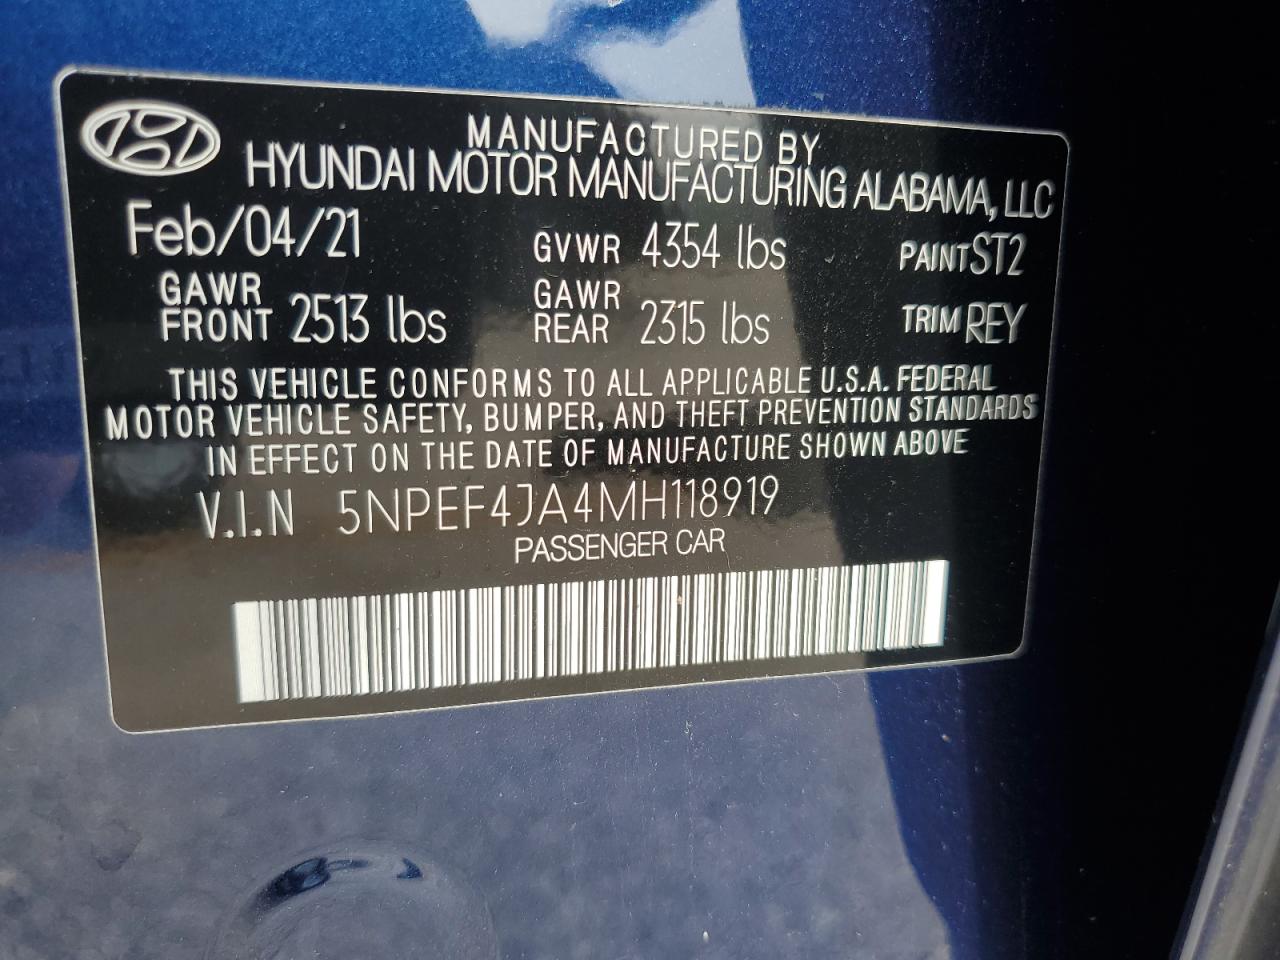 MANUFACTURED BY
HYUNDAI MOTOR MANUFACTURING ALABAMA, LLC
Feb/04/21 GVWR 4354 lbs PAINT ST2
GAWR FRONT 2513 lbs GAWR REAR 2315 lbs TRIM REY
THIS VEHICLE CONFORMS TO ALL APPLICABLE U.S.A. FEDERAL
MOTOR VEHICLE SAFETY, BUMPER, AND THEFT PREVENTION STANDARDS
IN EFFECT ON THE DATE OF MANUFACTURE SHOWN ABOVE
V.I.N 5NPEF4JA4MH118919
PASSENGER CAR